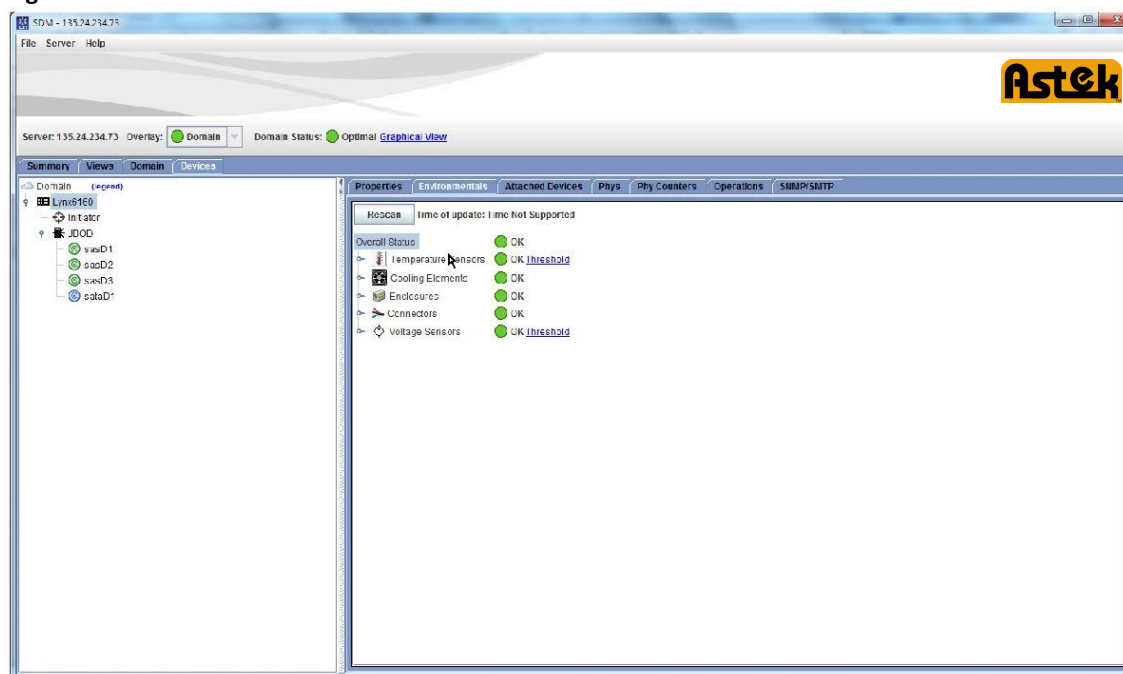 SDM - 135.24.234.73
File Server Help
Astek
Server: 135.24.234.73 Overlay: Domain Domain Status: Optimal Graphical View
Summary Views Domain Devices
Domain (legend)
Lynx6160
Initiator
JBOD
sasD1
sasD2
sasD3
sataD1
Properties Environmentals Attached Devices Phys Phy Counters Operations SNMP/SMTP
Rescan Time of update: Time Not Supported
Overall Status OK
Temperature Sensors OK Threshold
Cooling Elements OK
Enclosures OK
Connectors OK
Voltage Sensors OK Threshold